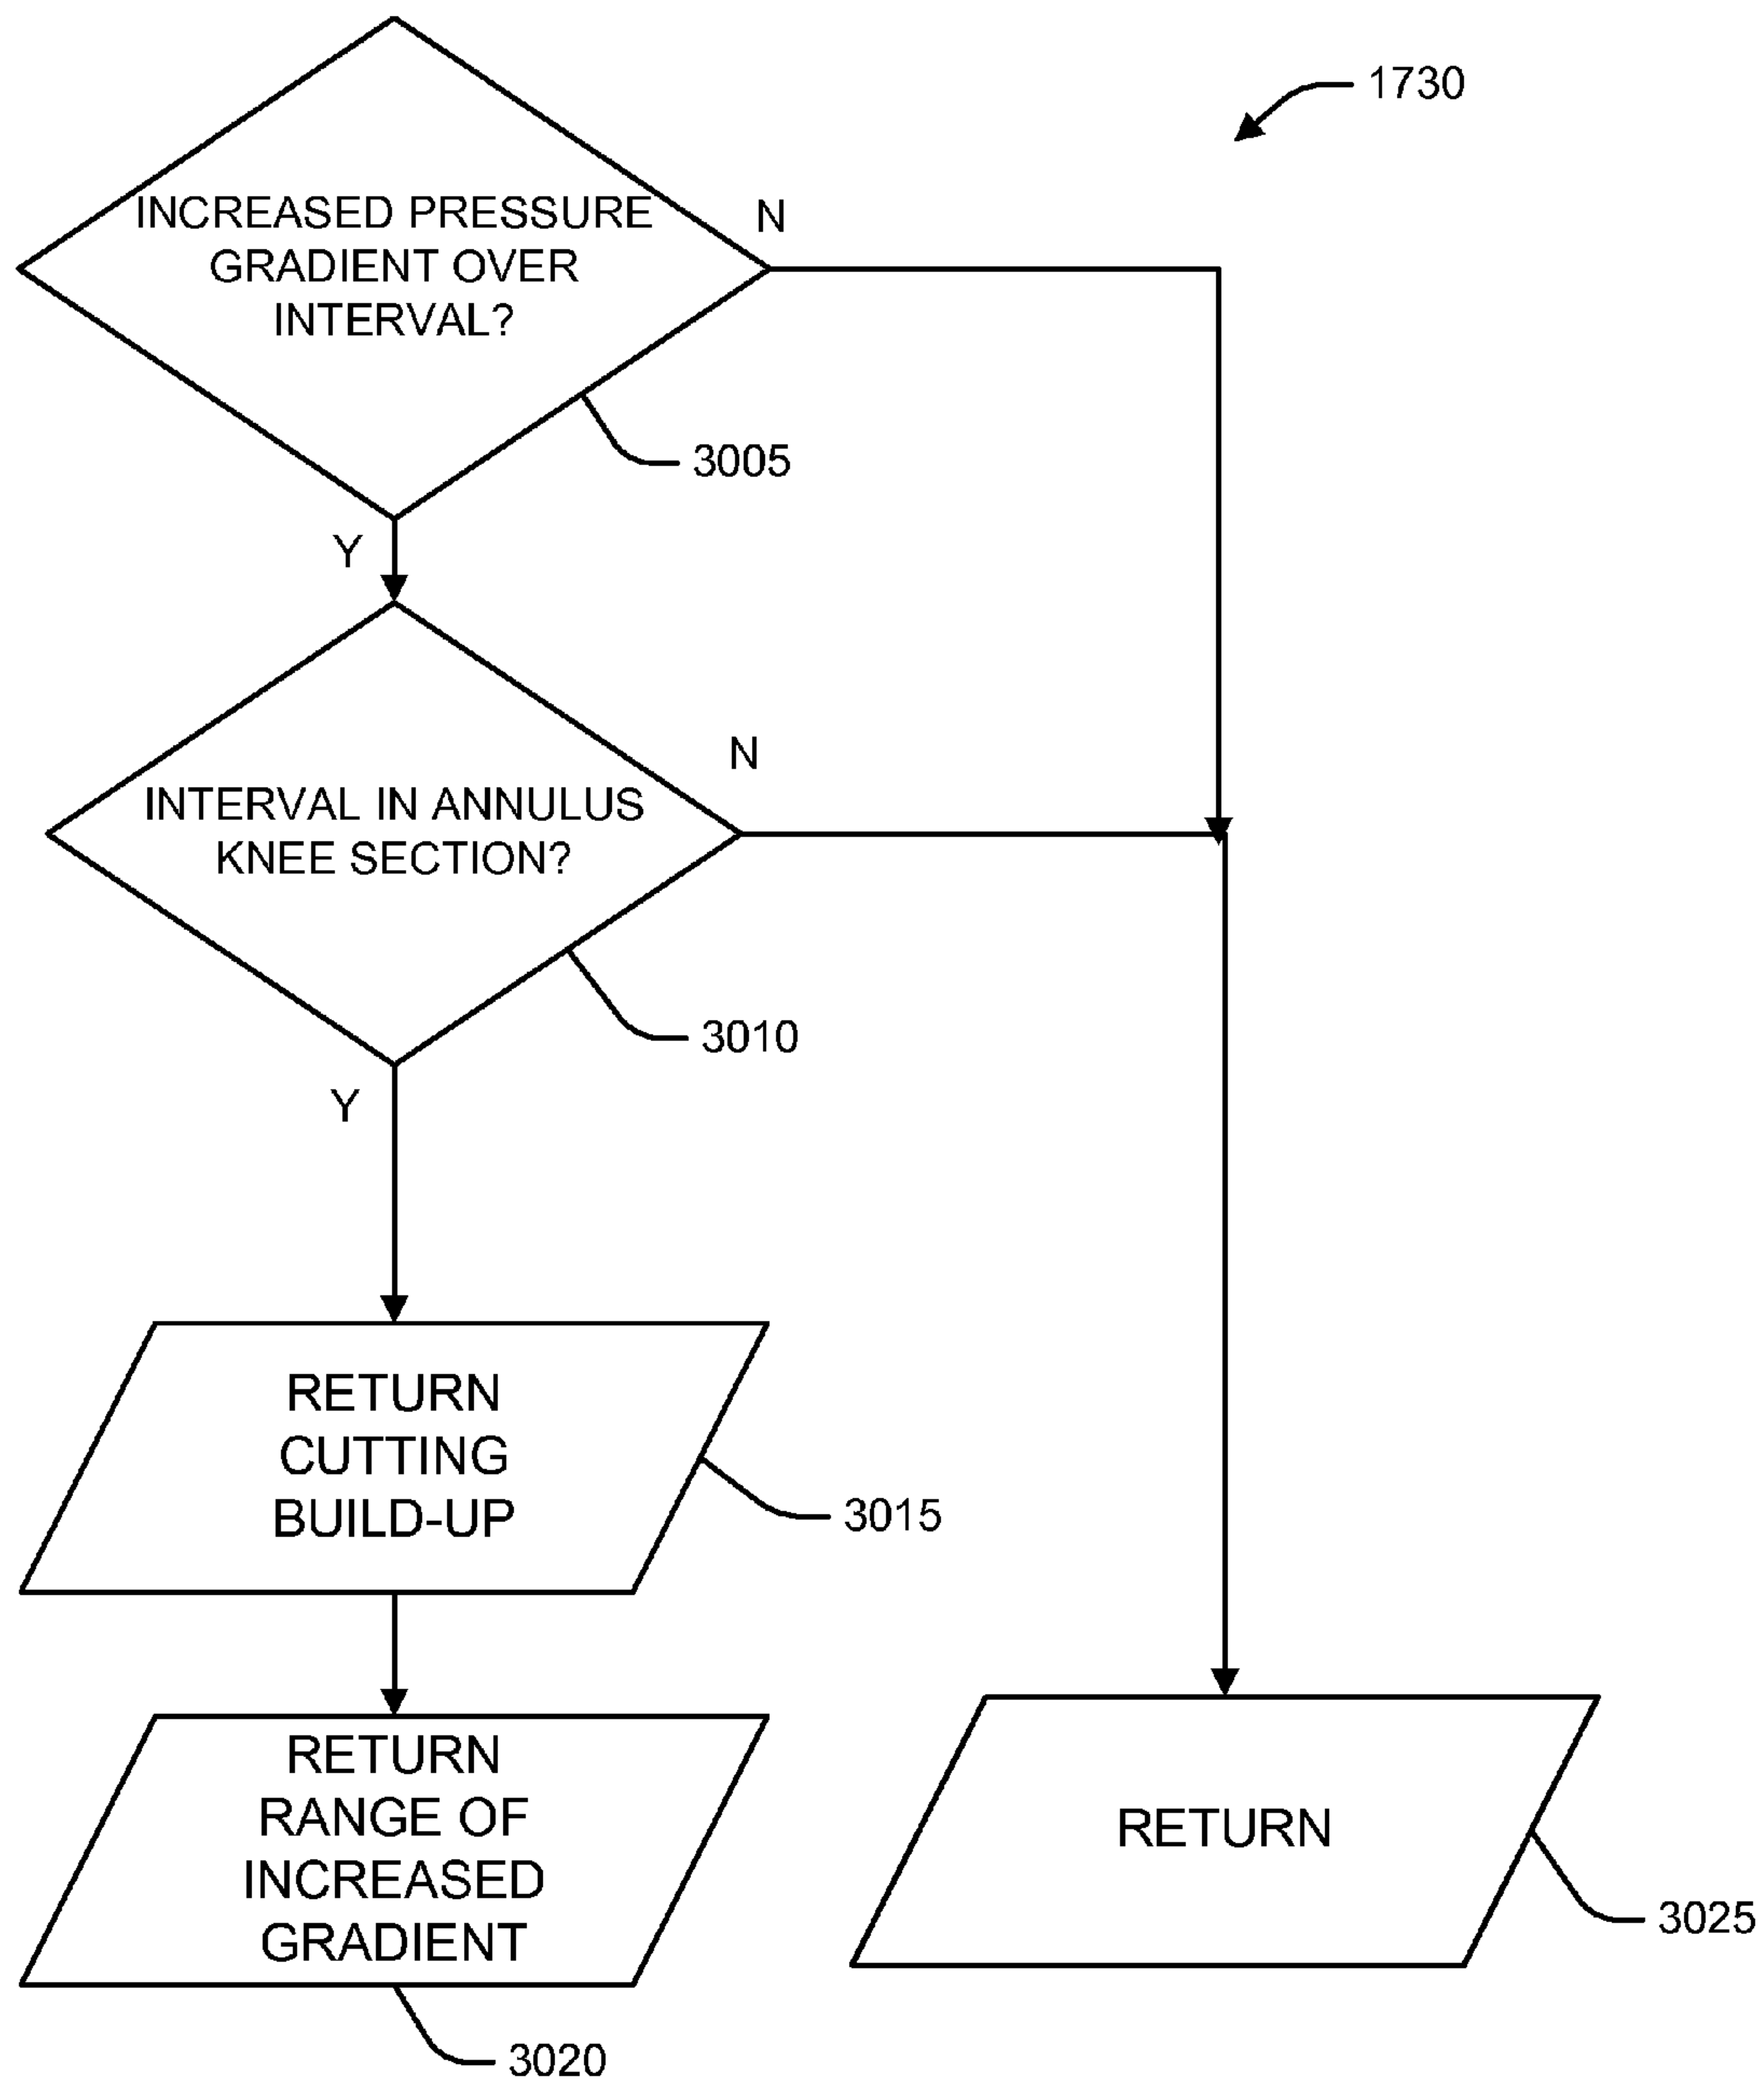 1730
INCREASED PRESSURE
GRADIENT OVER
INTERVAL?
N
3005
Y
INTERVAL IN ANNULUS
KNEE SECTION?
N
3010
Y
RETURN
CUTTING
BUILD-UP
3015
RETURN
RANGE OF
INCREASED
GRADIENT
3020
RETURN
3025